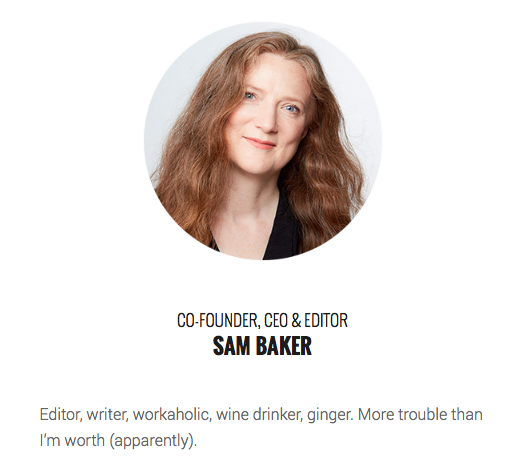 CO-FOUNDER, CEO & EDITOR
SAM BAKER
Editor, writer, workaholic, wine drinker, ginger. More trouble than
I'm worth (apparently).